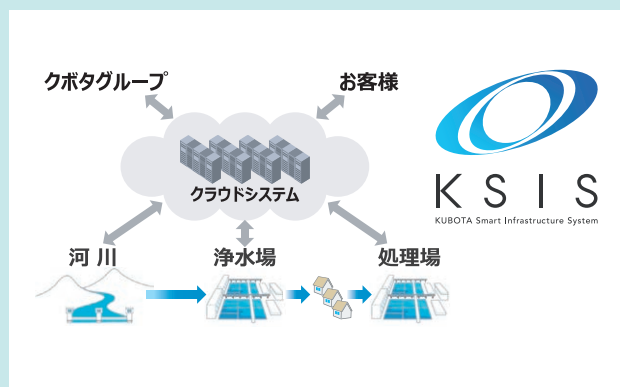 クボタグループ
お客様
クラウドシステム
KSIS
KUBOTA Smart Infrastructure System
河川
浄水場
処理場